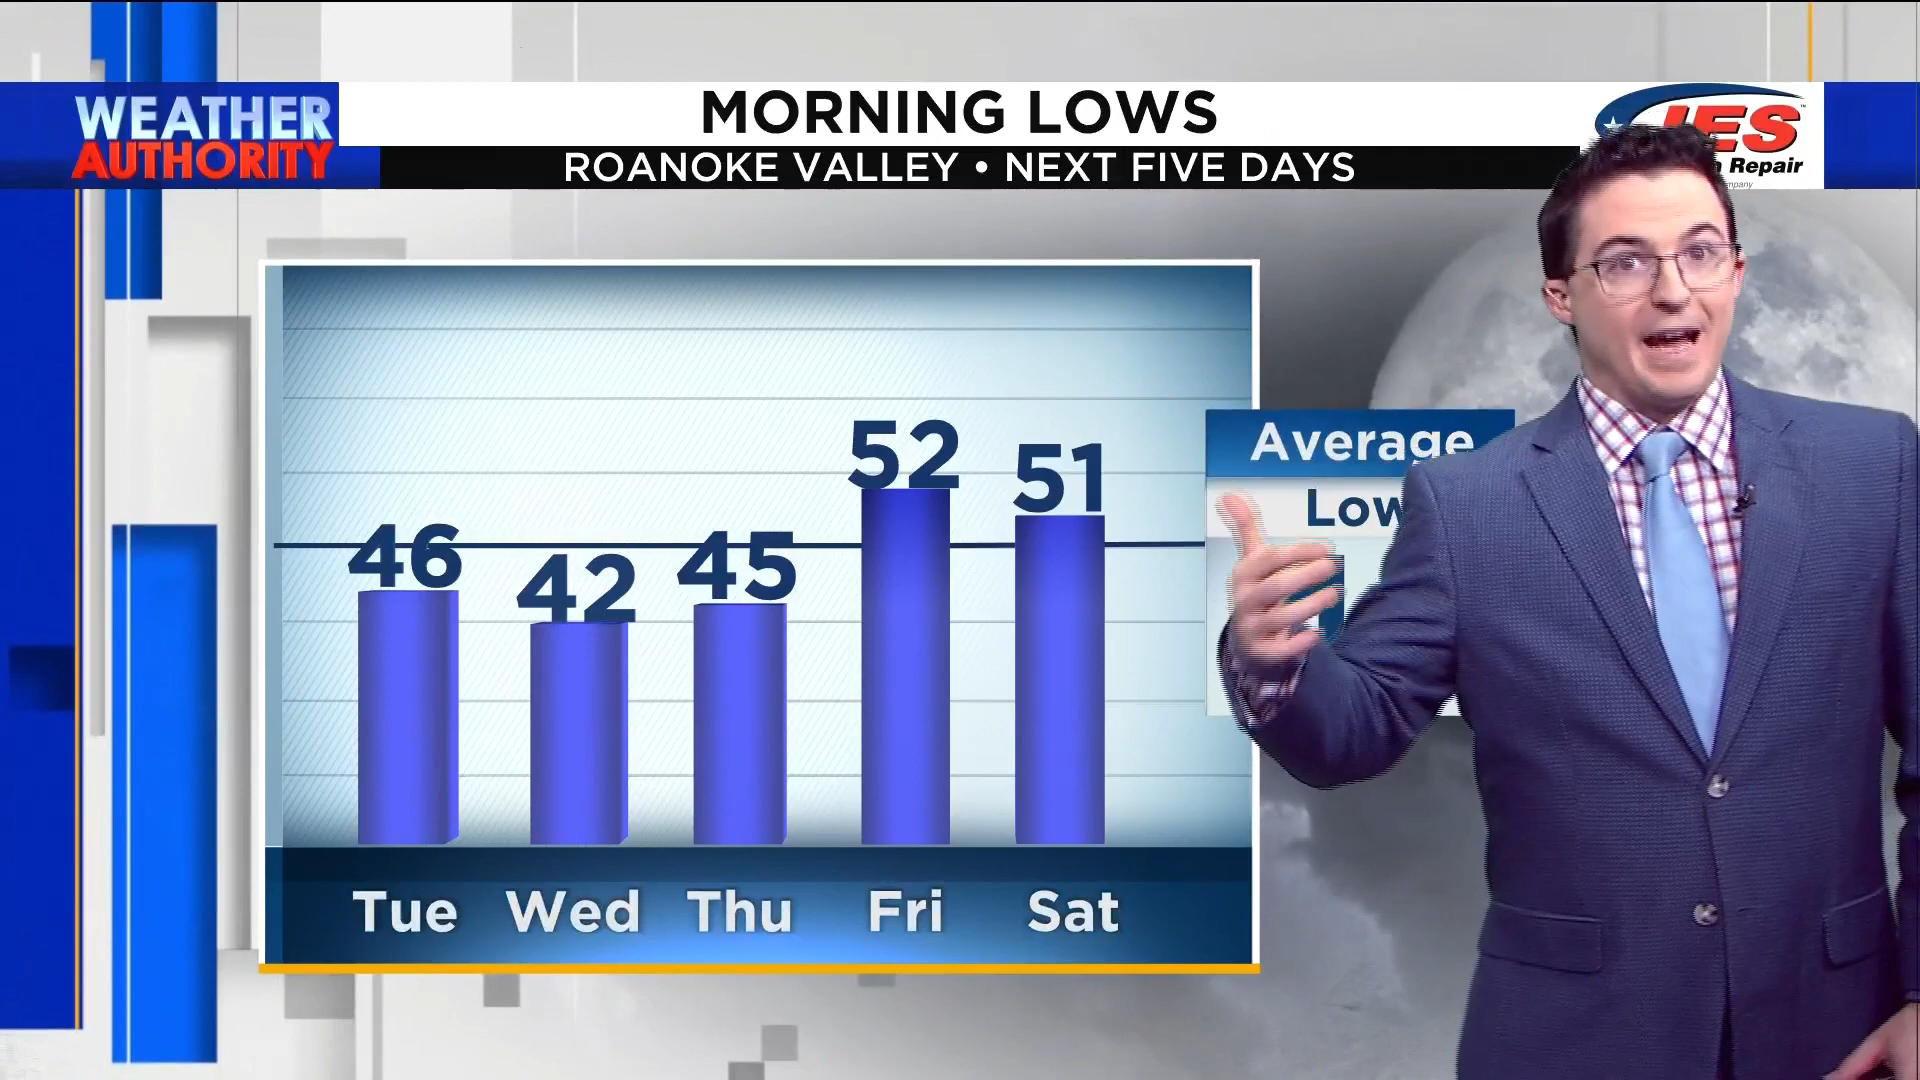 WEATHER
AUTHORITY
MORNING LOWS
ROANOKE VALLEY • NEXT FIVE DAYS
IES
Repair
46
42
45
52
51
Average
Low
Tue Wed Thu Fri Sat